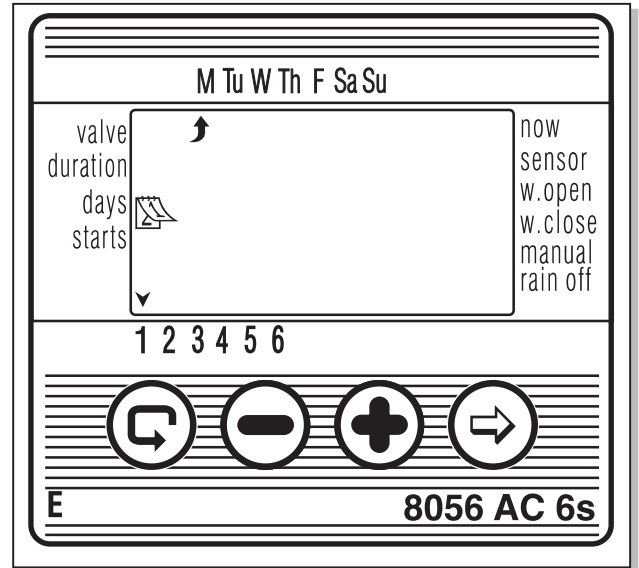 M Tu W Th F Sa Su
valve
duration
days
starts
now
sensor
w.open
w.close
manual
rain off
1 2 3 4 5 6
E
8056 AC 6s